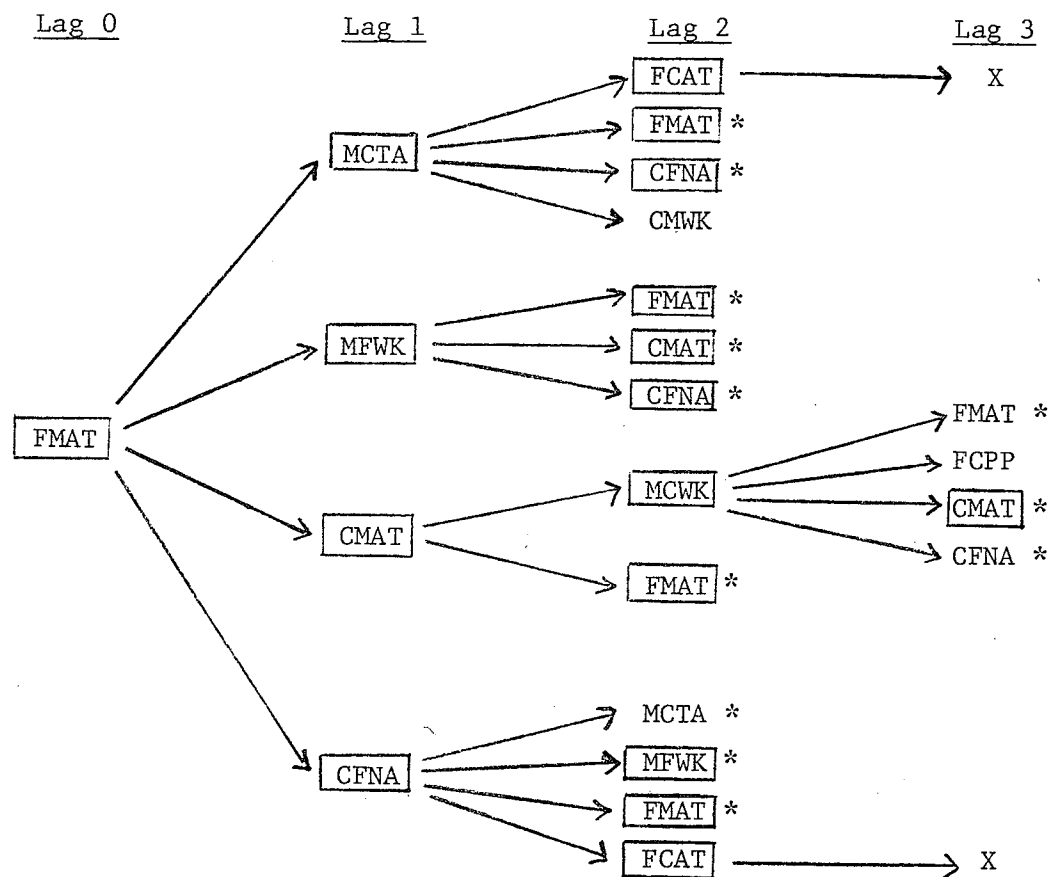 Lag 0 Lag 1 Lag 2 Lag 3
FCAT X
FMAT *
MCTA
CFNA *
CMWK
FMAT *
MFWK CMAT *
CFNA *
FMAT *
FMAT
FCPP
MCWK
CMAT *
CMAT
CFNA *
FMAT *
MCTA *
MFWK *
CFNA
FMAT *
FCAT X